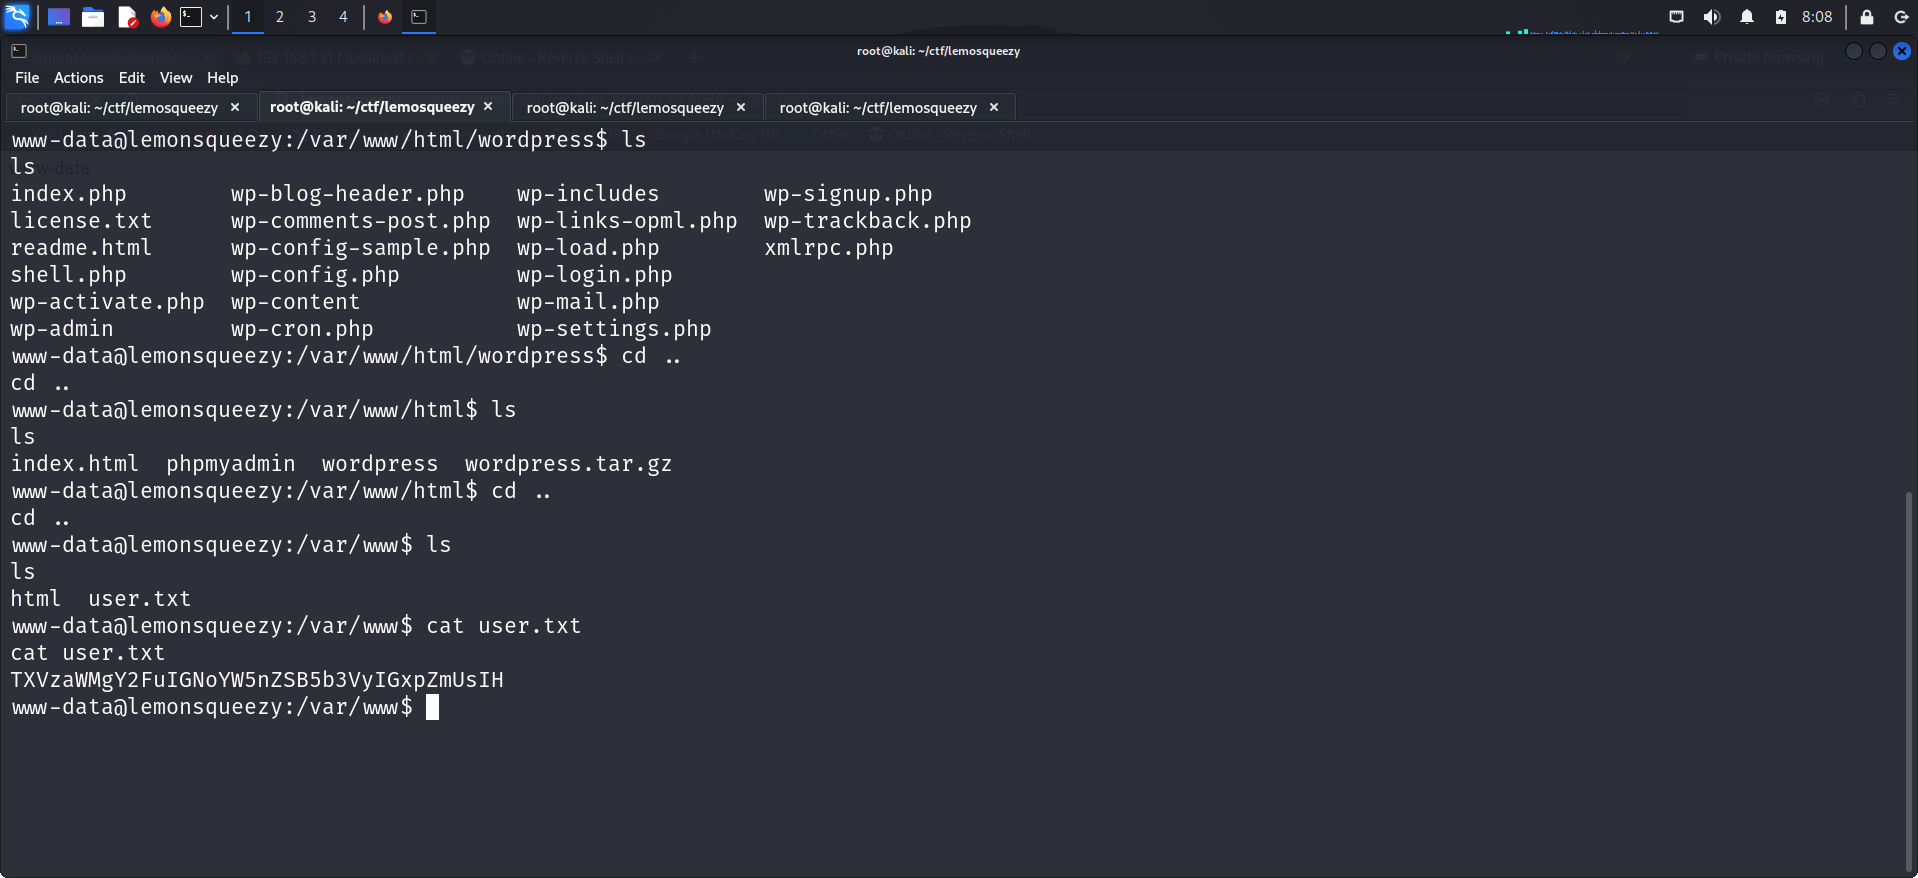 1 2 3 4 8:08
root@kali: ~/ctf/lemosqueezy
File Actions Edit View Help
root@kali: ~/ctf/lemosqueezy × root@kali: ~/ctf/lemosqueezy × root@kali: ~/ctf/lemosqueezy × root@kali: ~/ctf/lemosqueezy ×
www-data@lemonsqueezy:/var/www/html/wordpress$ ls
ls
index.php wp-blog-header.php wp-includes wp-signup.php
license.txt wp-comments-post.php wp-links-opml.php wp-trackback.php
readme.html wp-config-sample.php wp-load.php xmlrpc.php
shell.php wp-config.php wp-login.php
wp-activate.php wp-content wp-mail.php
wp-admin wp-cron.php wp-settings.php
www-data@lemonsqueezy:/var/www/html/wordpress$ cd ..
cd ..
www-data@lemonsqueezy:/var/www/html$ ls
ls
index.html phpmyadmin wordpress wordpress.tar.gz
www-data@lemonsqueezy:/var/www/html$ cd ..
cd ..
www-data@lemonsqueezy:/var/www$ ls
ls
html user.txt
www-data@lemonsqueezy:/var/www$ cat user.txt
cat user.txt
TXVzaWMgY2FuIGNoYW5nZSB5b3VyIGxpZmUsIH
www-data@lemonsqueezy:/var/www$